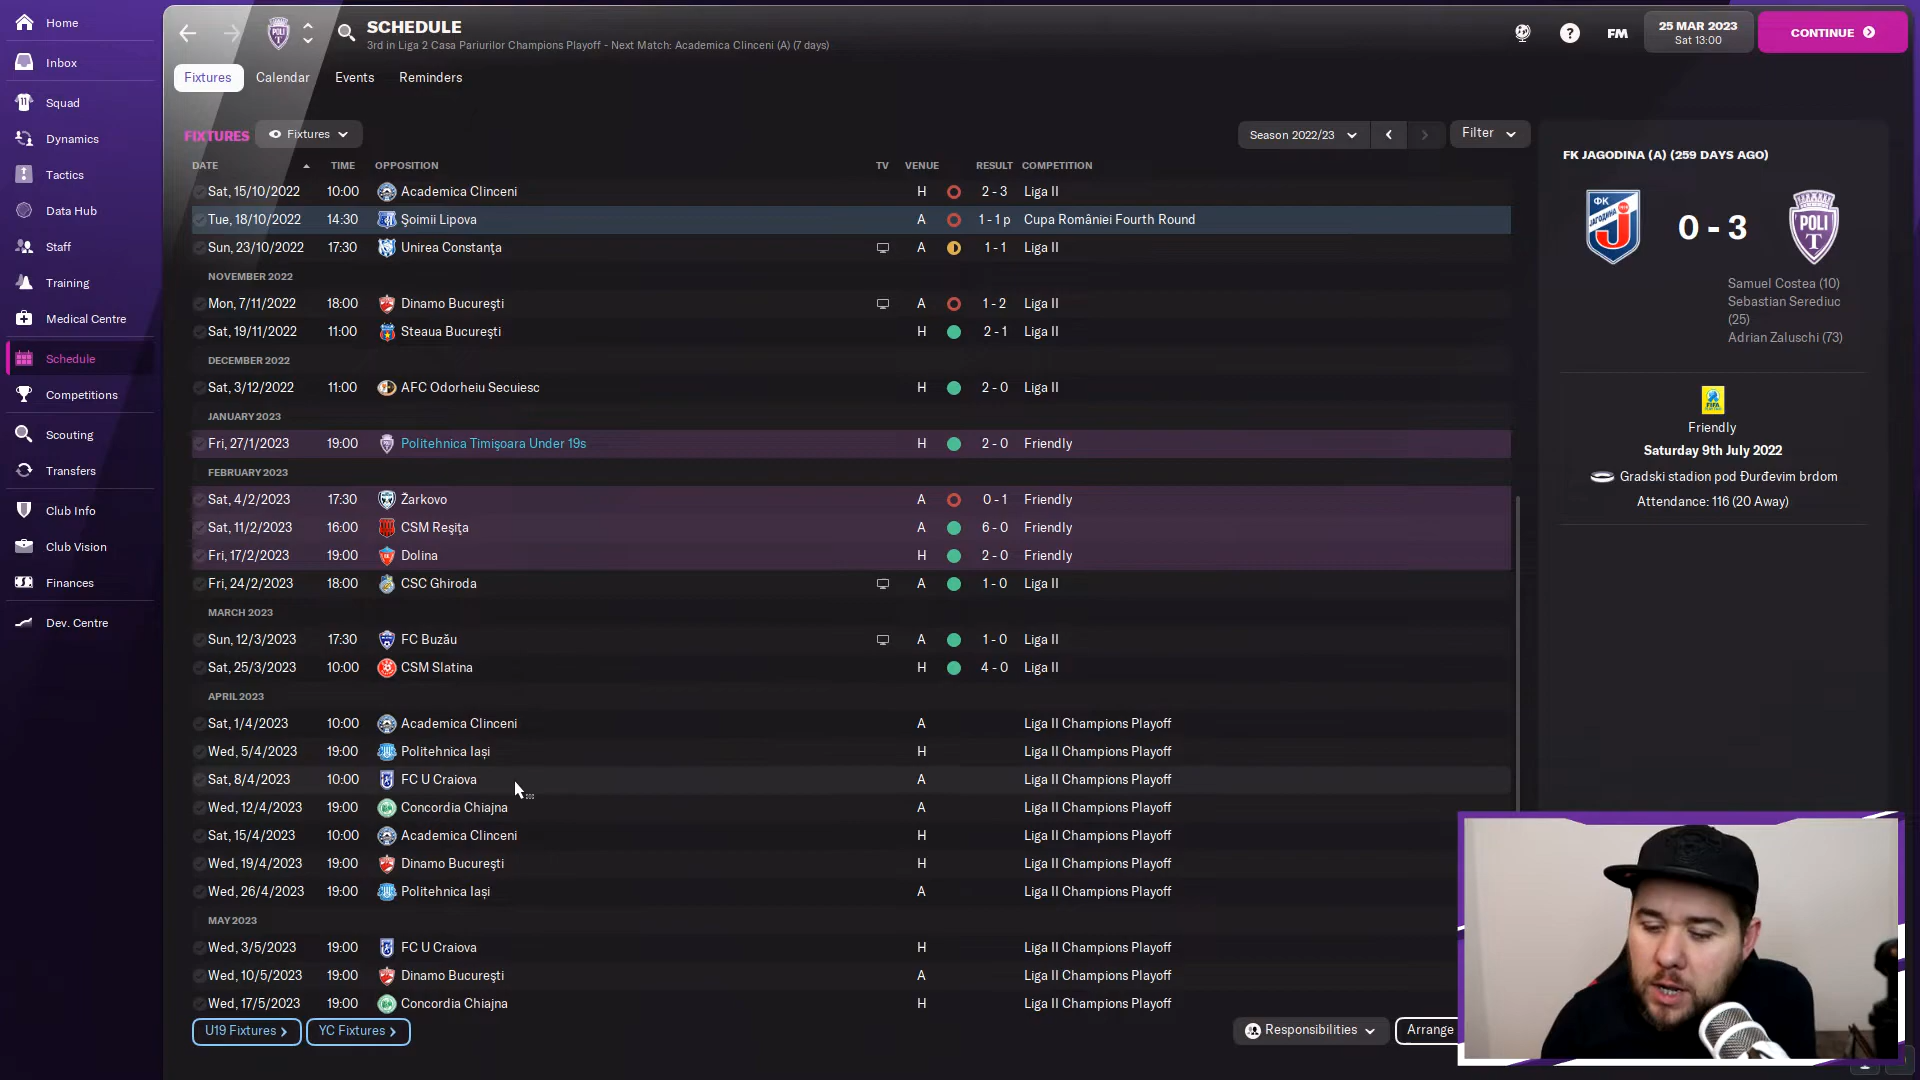 Home
Inbox
Squad
Dynamics
Tactics
Data Hub
Staff
Training
Medical Centre
Schedule
Competitions
Scouting
Transfers
Club Info
Club Vision
Finances
Dev. Centre
SCHEDULE
3rd in Liga 2 Casa Pariurilor Champions Playoff - Next Match: Academica Clinceni (A) (7 days)
FM
25 MAR 2023
Sat 13:00
CONTINUE
Fixtures Calendar Events Reminders
FIXTURES Fixtures Season 2022/23 Filter
DATE TIME OPPOSITION TV VENUE RESULT COMPETITION
Sat, 15/10/2022 10:00 Academica Clinceni H 2 - 3 Liga II
Tue, 18/10/2022 14:30 Şoimii Lipova A 1 - 1 p Cupa României Fourth Round
Sun, 23/10/2022 17:30 Unirea Constanţa A 1 - 1 Liga II
NOVEMBER 2022
Mon, 7/11/2022 18:00 Dinamo Bucureşti A 1 - 2 Liga II
Sat, 19/11/2022 11:00 Steaua Bucureşti H 2 - 1 Liga II
DECEMBER 2022
Sat, 3/12/2022 11:00 AFC Odorheiu Secuiesc H 2 - 0 Liga II
JANUARY 2023
Fri, 27/1/2023 19:00 Politehnica Timişoara Under 19s H 2 - 0 Friendly
FEBRUARY 2023
Sat, 4/2/2023 17:30 Žarkovo A 0 - 1 Friendly
Sat, 11/2/2023 16:00 CSM Reşiţa A 6 - 0 Friendly
Fri, 17/2/2023 19:00 Dolina H 2 - 0 Friendly
Fri, 24/2/2023 18:00 CSC Ghiroda A 1 - 0 Liga II
MARCH 2023
Sun, 12/3/2023 17:30 FC Buzău A 1 - 0 Liga II
Sat, 25/3/2023 10:00 CSM Slatina H 4 - 0 Liga II
APRIL 2023
Sat, 1/4/2023 10:00 Academica Clinceni A Liga II Champions Playoff
Wed, 5/4/2023 19:00 Politehnica Iași H Liga II Champions Playoff
Sat, 8/4/2023 10:00 FC U Craiova A Liga II Champions Playoff
Wed, 12/4/2023 19:00 Concordia Chiajna A Liga II Champions Playoff
Sat, 15/4/2023 10:00 Academica Clinceni H Liga II Champions Playoff
Wed, 19/4/2023 19:00 Dinamo Bucureşti H Liga II Champions Playoff
Wed, 26/4/2023 19:00 Politehnica Iași A Liga II Champions Playoff
MAY 2023
Wed, 3/5/2023 19:00 FC U Craiova H Liga II Champions Playoff
Wed, 10/5/2023 19:00 Dinamo Bucureşti A Liga II Champions Playoff
Wed, 17/5/2023 19:00 Concordia Chiajna H Liga II Champions Playoff
U19 Fixtures YC Fixtures Responsibilities Arrange
FK JAGODINA (A) (259 DAYS AGO)
ФК
ЈАГОДИНА
0 - 3
POLI
T
Samuel Costea (10)
Sebastian Serediuc
(25)
Adrian Zaluschi (73)
FIFA
Friendly
Saturday 9th July 2022
Gradski stadion pod Đurđevim brdom
Attendance: 116 (20 Away)